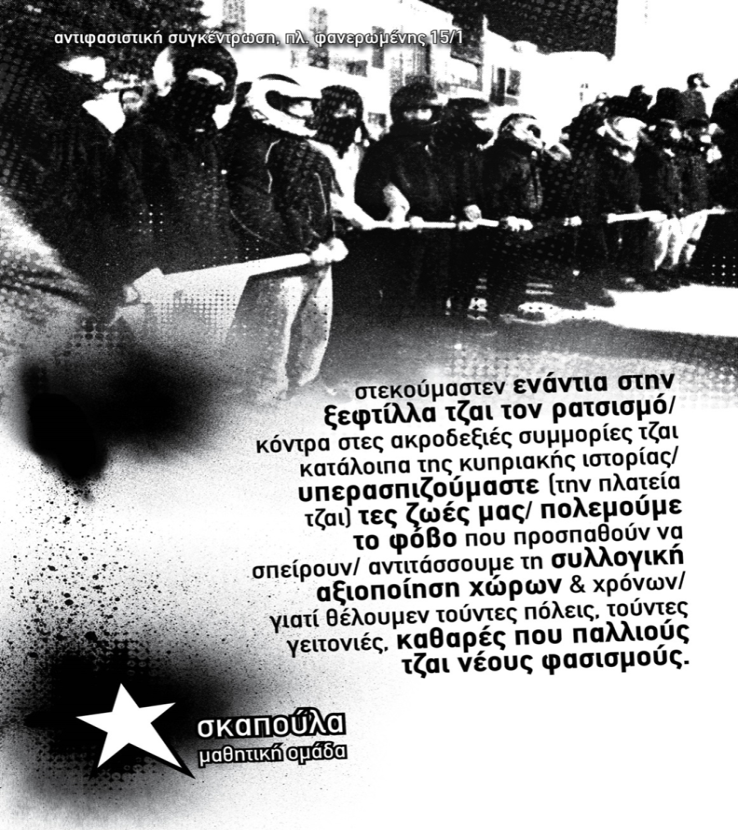 αντιφασιστική συγκέντρωση, πλ. φανερωμένης 15/1
στεκούμαστεν ενάντια στην
ξεφτίλλα τζαι τον ρατσισμό/
κόντρα στες ακροδεξιές συμμορίες τζαι
κατάλοιπα της κυπριακής ιστορίας/
υπερασπιζούμαστε (την πλατεία
τζαι) τες ζωές μας/ πολεμούμε
το φόβο που προσπαθούν να
σπείρουν/ αντιτάσσουμε τη συλλογική
αξιοποίηση χώρων & χρόνων/
γιατί θέλουμεν τούντες πόλεις, τούντες
γειτονιές, καθαρές που παλλιούς
τζαι νέους φασισμούς.
σκαπούλα
μαθητική ομάδα